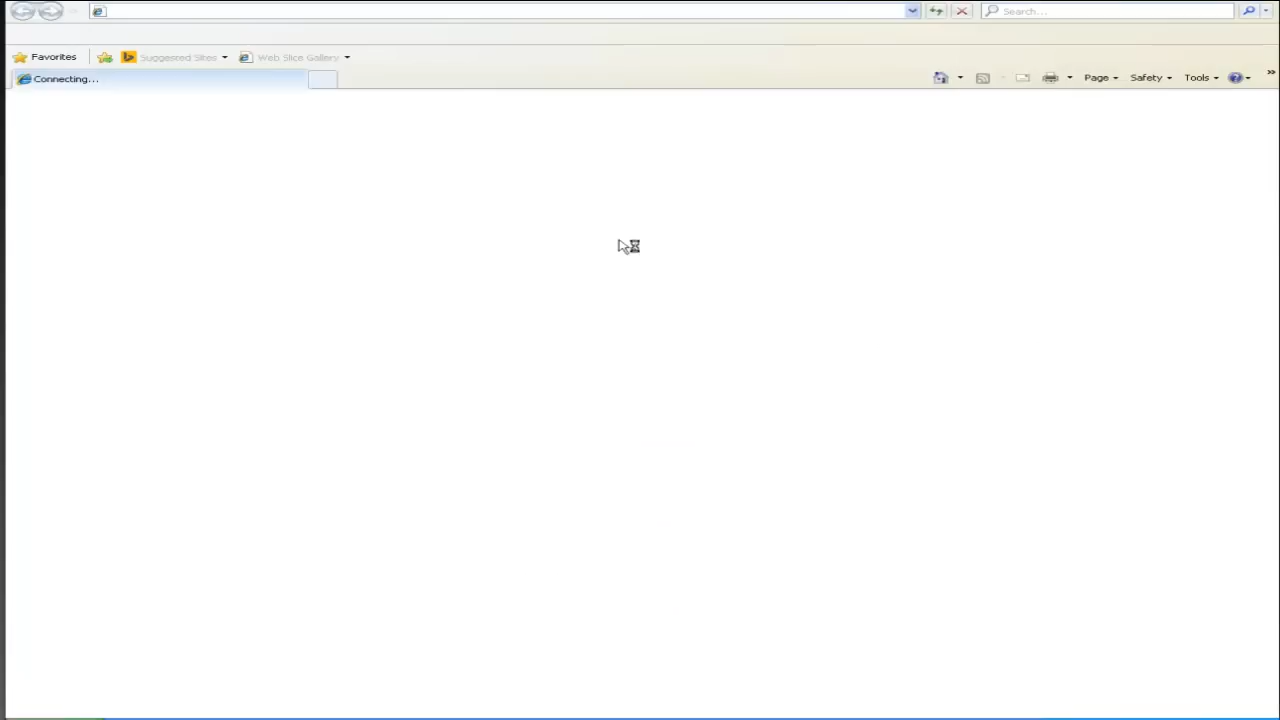 Search...
Favorites
Suggested Sites
Web Slice Gallery
Connecting...
Page
Safety
Tools